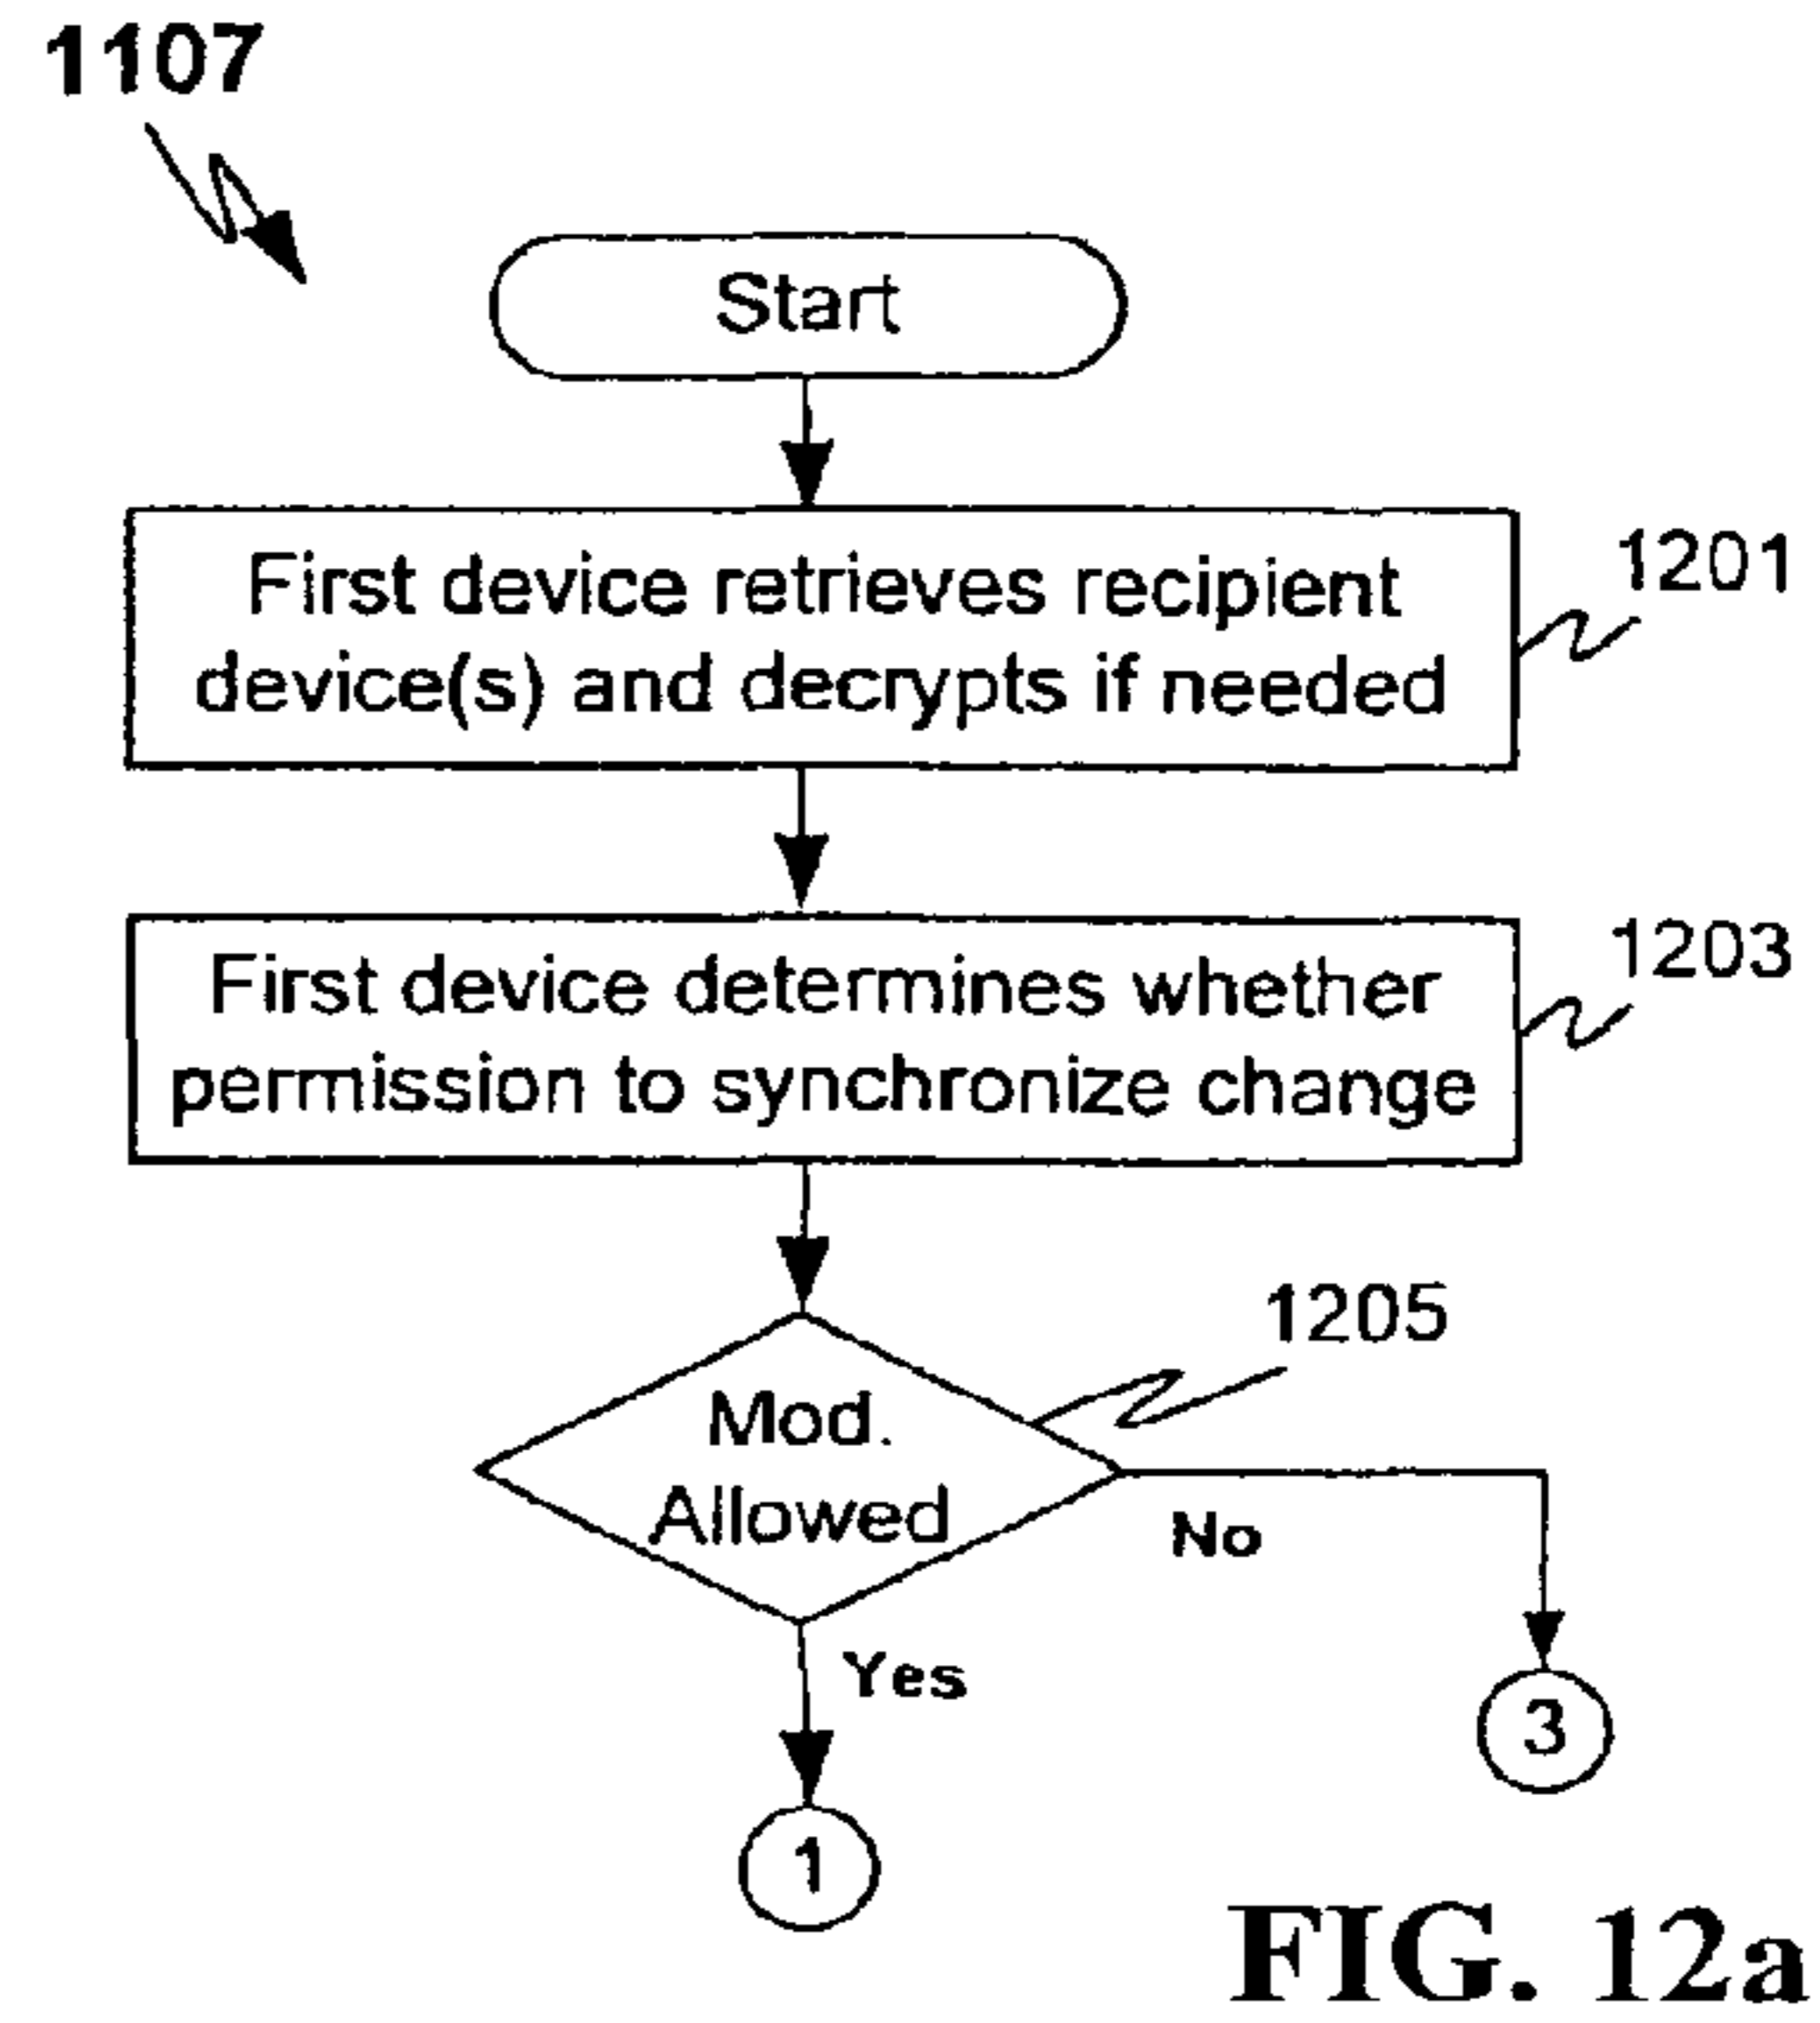 1107
Start
First device retrieves recipient
device(s) and decrypts if needed
1201
First device determines whether
permission to synchronize change
1203
1205
Mod.
Allowed
No
Yes
3
1
FIG. 12a